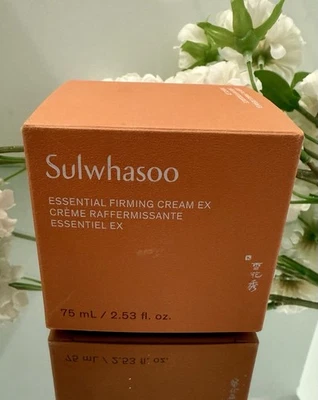 Sulwhasoo
ESSENTIAL FIRMING CREAM EX
CRÈME RAFFERMISSANTE
ESSENTIEL EX
75 mL / 2.53 fl. oz.